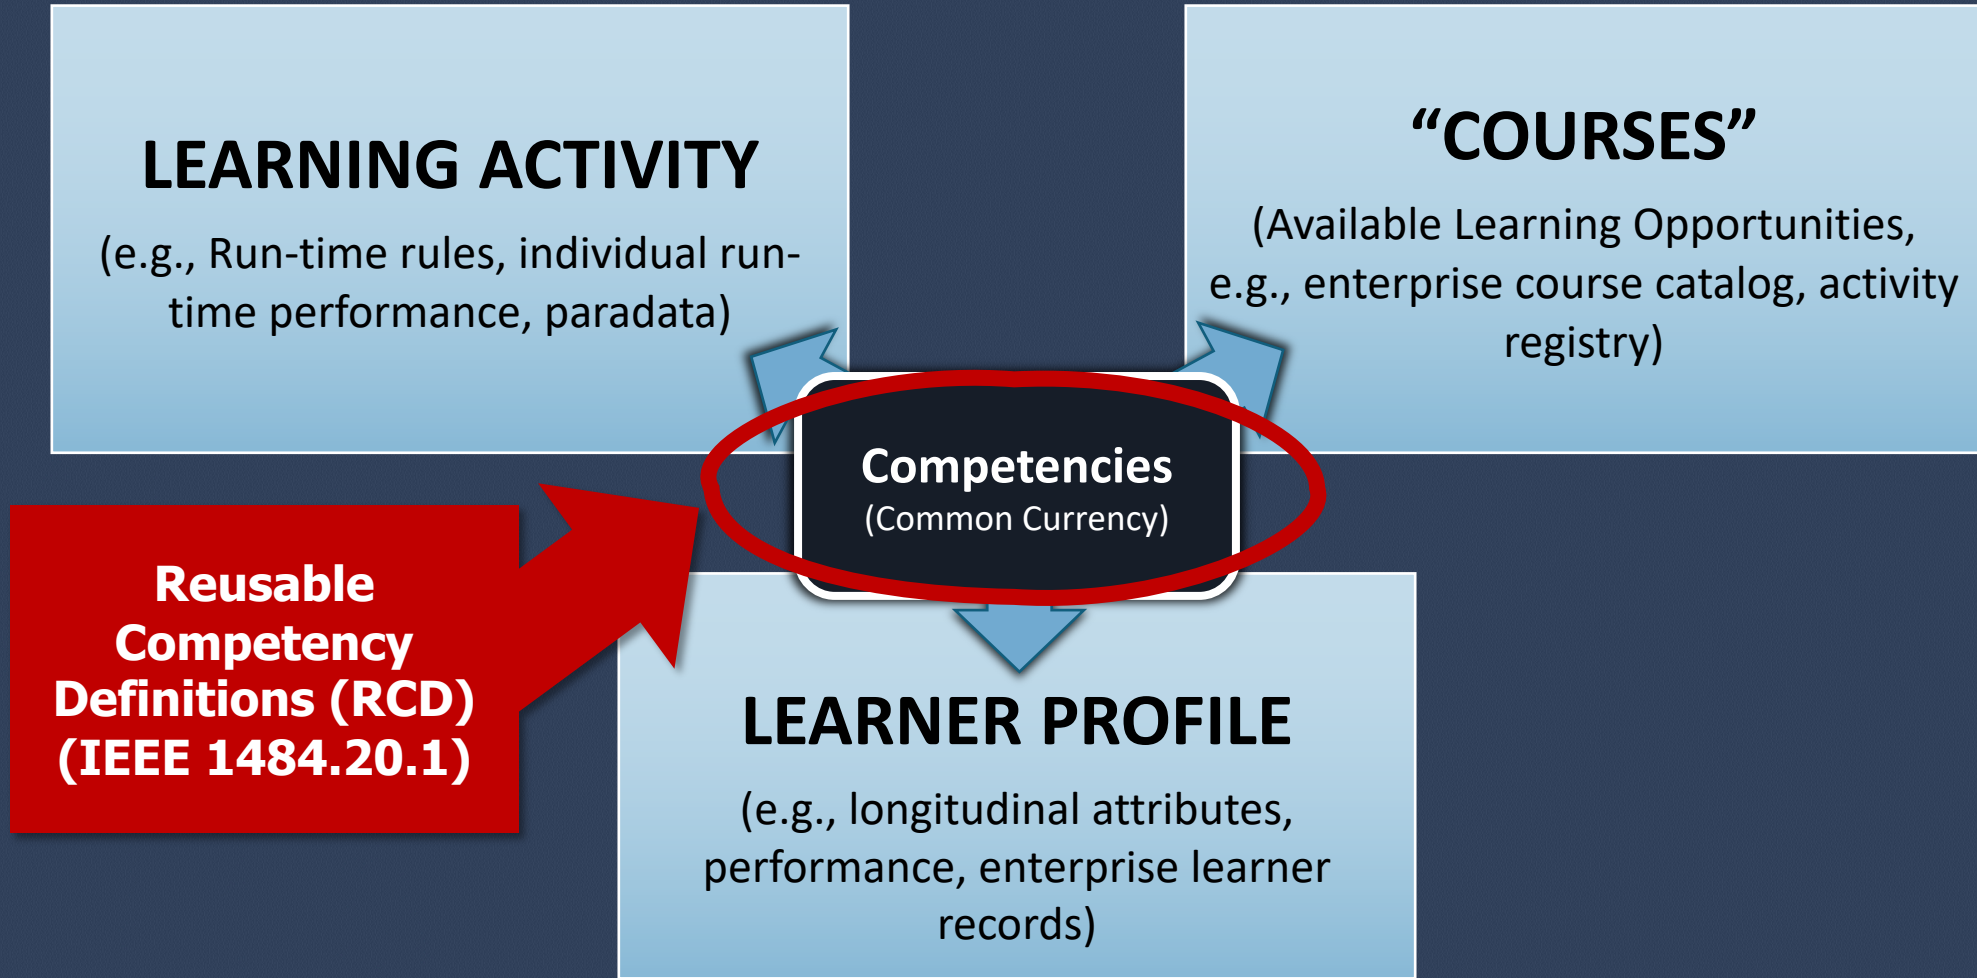 LEARNING ACTIVITY
(e.g., Run-time rules, individual run-
time performance, paradata)
“COURSES”
(Available Learning Opportunities,
e.g., enterprise course catalog, activity
registry)
Competencies
(Common Currency)
Reusable
Competency
Definitions (RCD)
(IEEE 1484.20.1)
LEARNER PROFILE
(e.g., longitudinal attributes,
performance, enterprise learner
records)